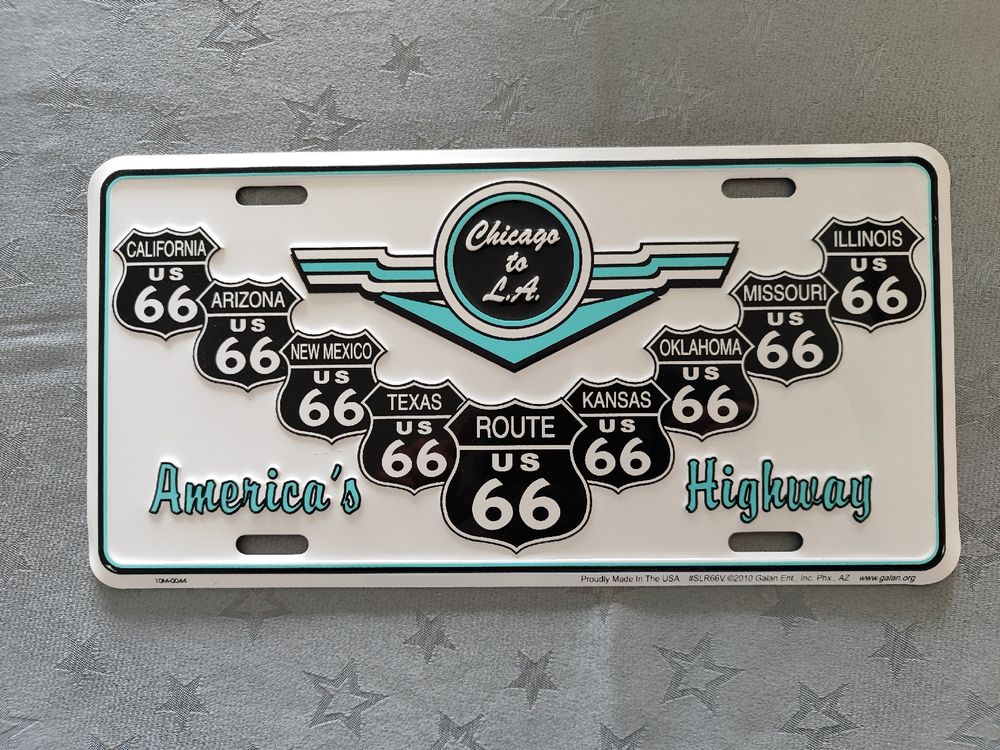 Chicago
to
L.A.
CALIFORNIA
US
66
ARIZONA
US
66
NEW MEXICO
US
66
TEXAS
US
66
ROUTE
US
66
KANSAS
US
66
OKLAHOMA
US
66
MISSOURI
US
66
ILLINOIS
US
66
America's
Highway
10M-0044
Proudly Made In The USA #SLR66V ©2010 Galan Ent., Inc. Phx., AZ www.galan.org